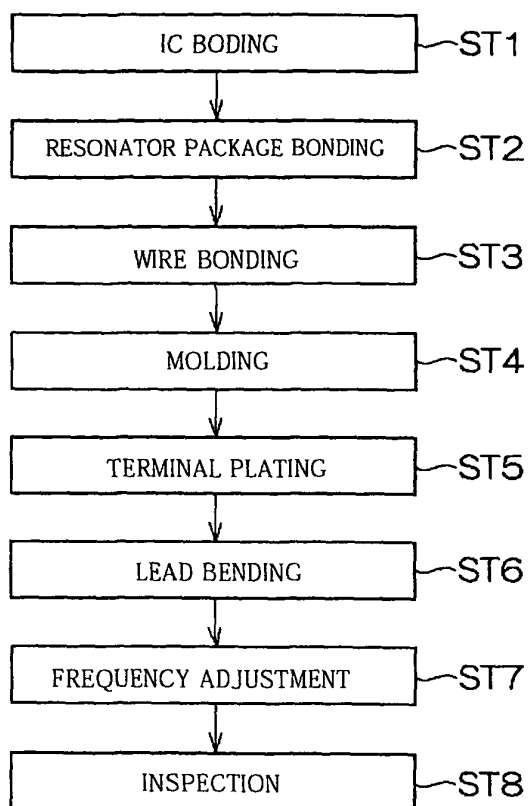 IC BODING ST1
RESONATOR PACKAGE BONDING ST2
WIRE BONDING ST3
MOLDING ST4
TERMINAL PLATING ST5
LEAD BENDING ST6
FREQUENCY ADJUSTMENT ST7
INSPECTION ST8